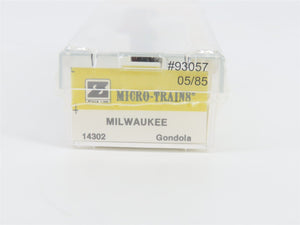 #93057
05/85
MICRO-TRAINS®
MILWAUKEE
14302 Gondola